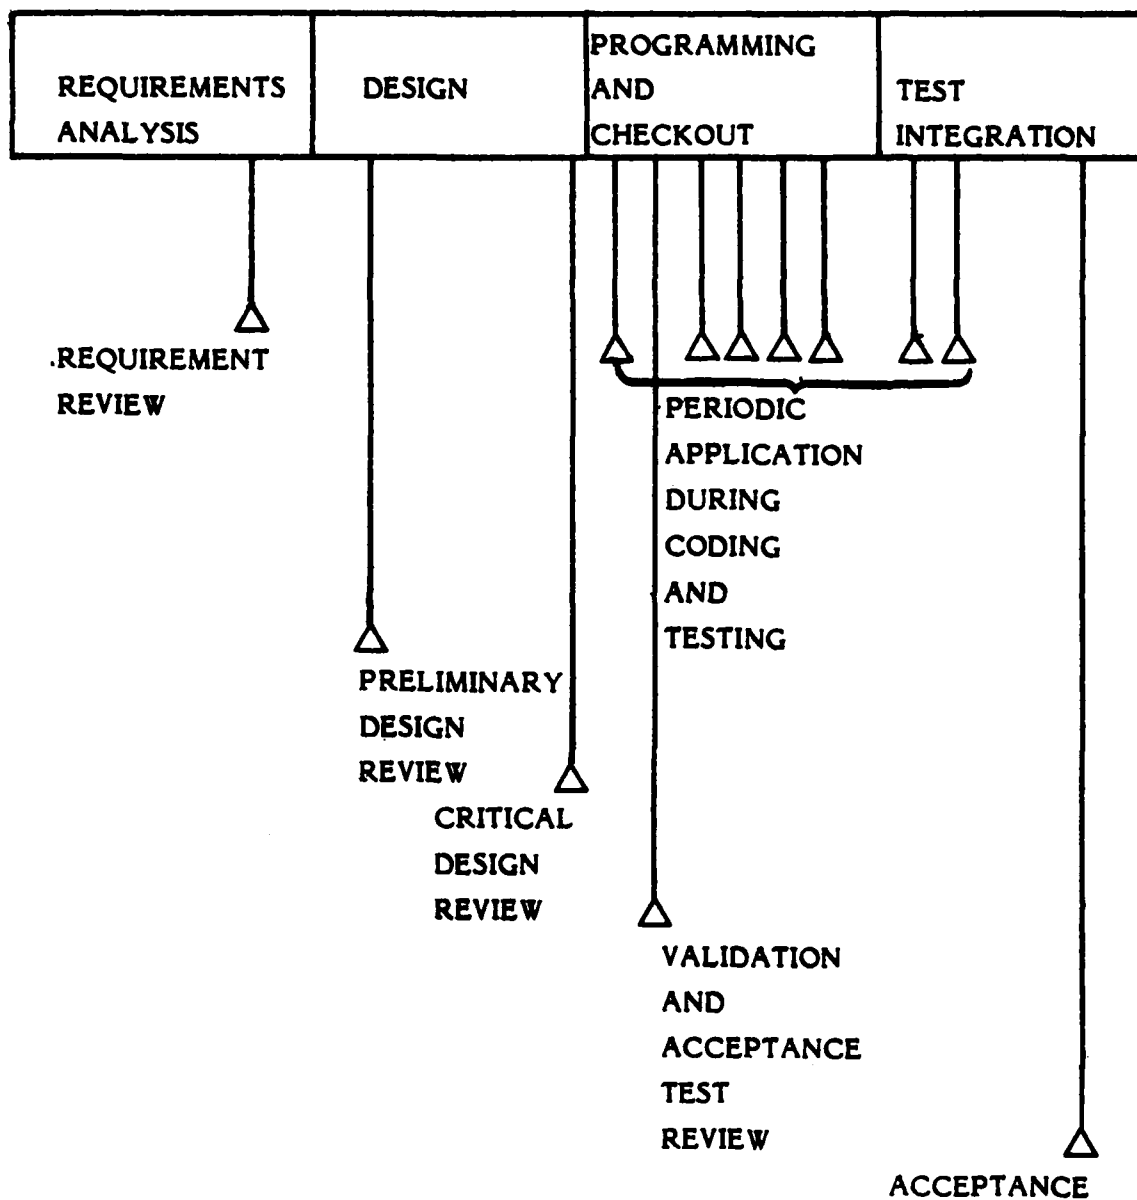 REQUIREMENTS
ANALYSIS
DESIGN
PROGRAMMING
AND
CHECKOUT
TEST
INTEGRATION
REQUIREMENT
REVIEW
PERIODIC
APPLICATION
DURING
CODING
AND
TESTING
PRELIMINARY
DESIGN
REVIEW
CRITICAL
DESIGN
REVIEW
VALIDATION
AND
ACCEPTANCE
TEST
REVIEW
ACCEPTANCE